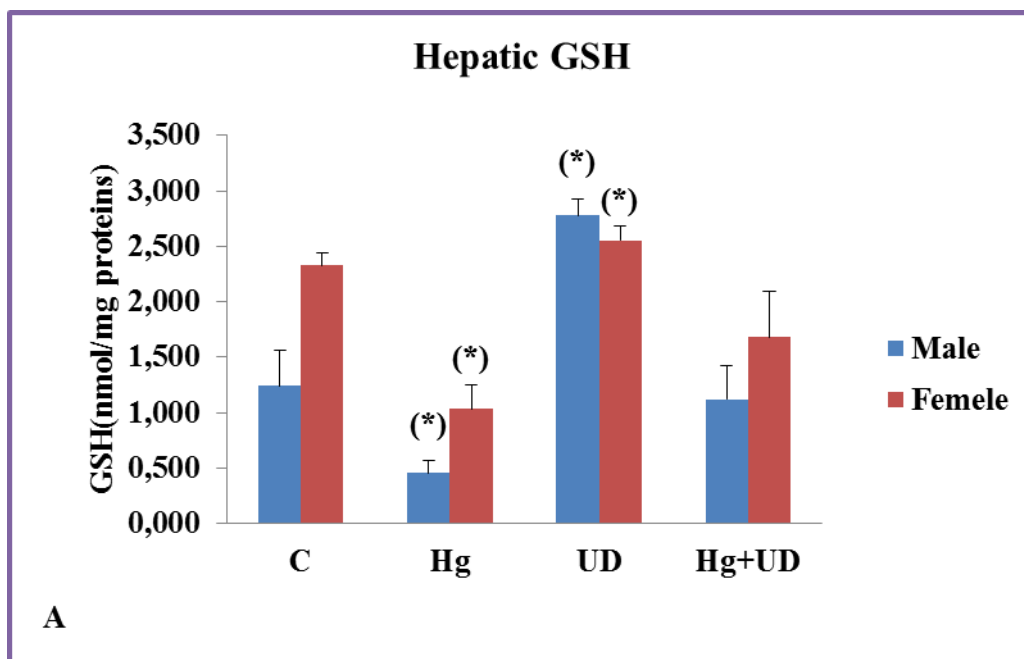 Hepatic GSH
GSH(nmol/mg proteins)
3,500
3,000
2,500
2,000
1,500
1,000
0,500
0,000
(*)
(*)
(*)
(*)
C
Hg
UD
Hg+UD
Male
Femele
A